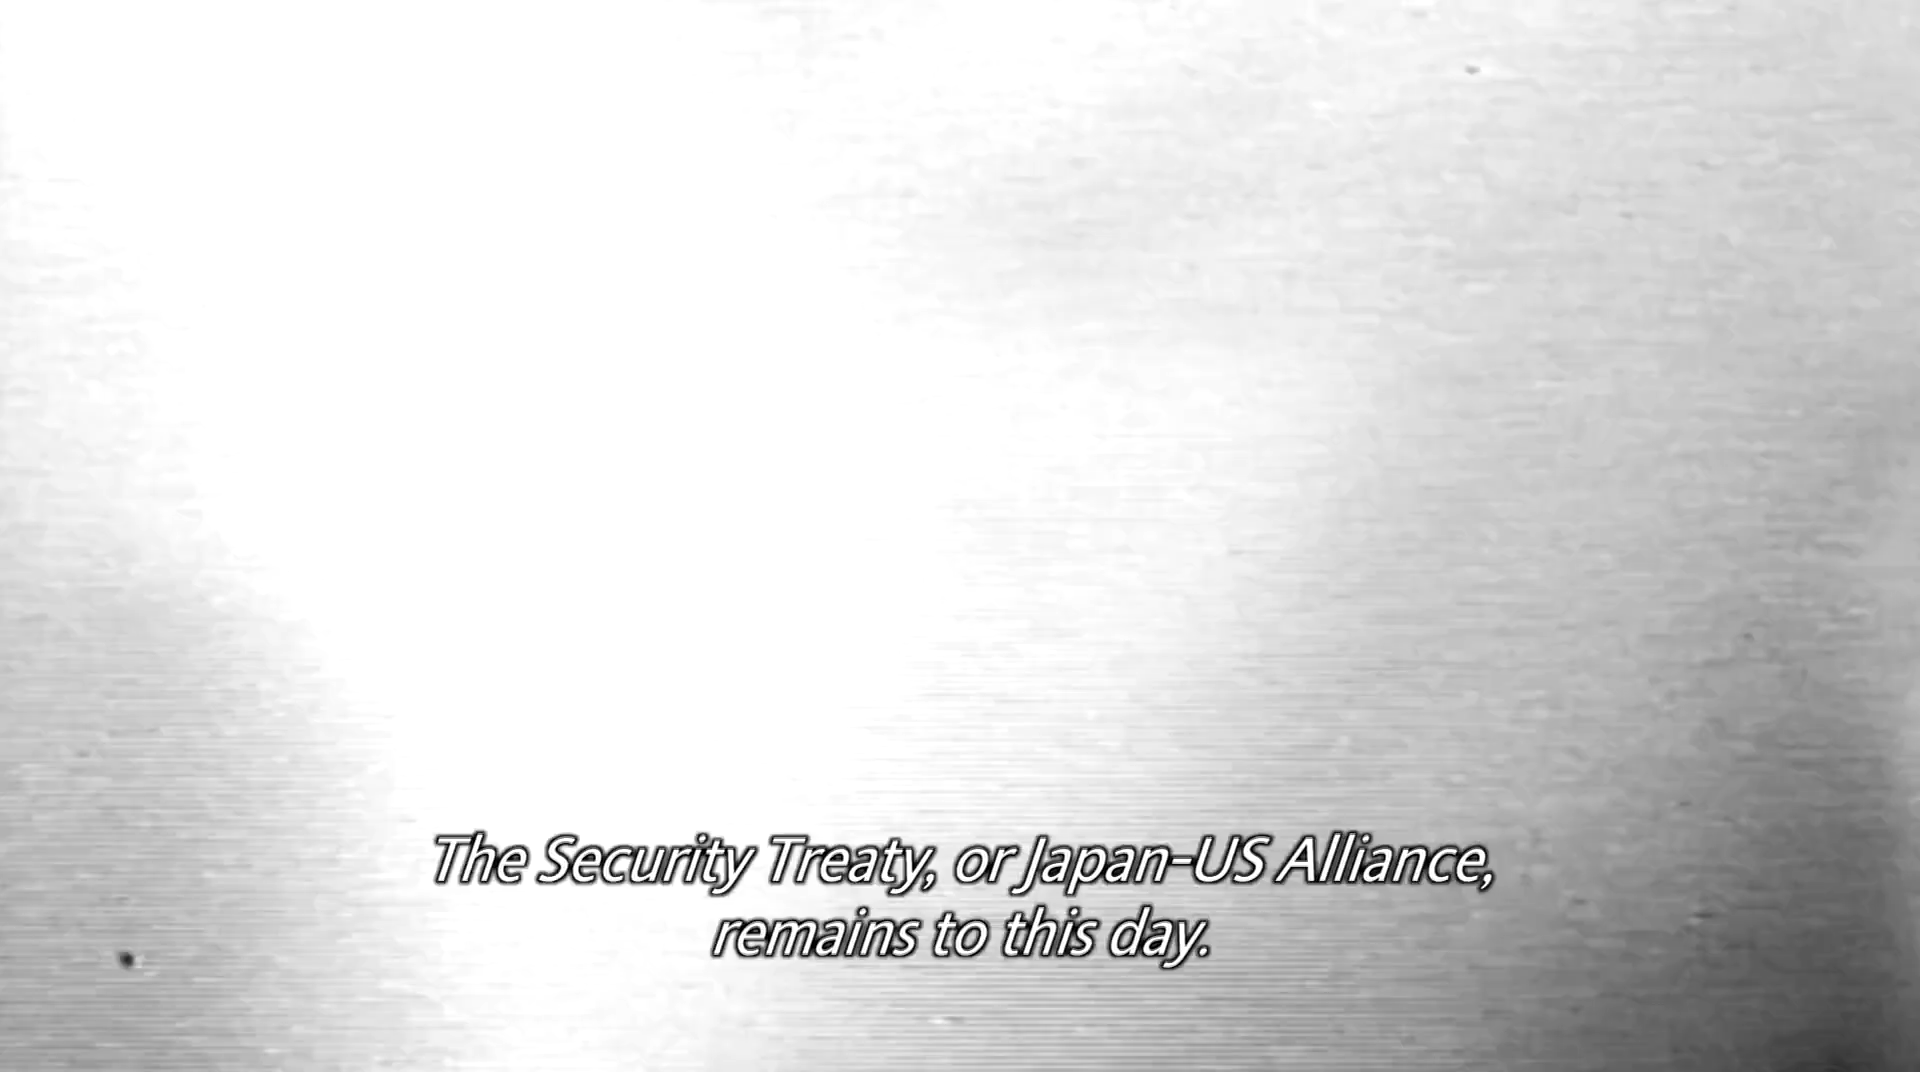 The Security Treaty, or Japan-US Alliance,
remains to this day.